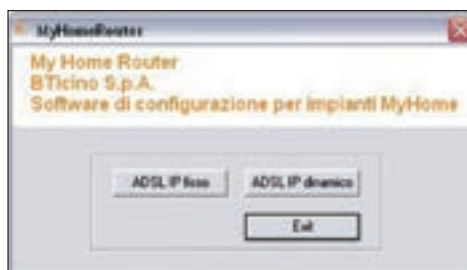 MyHomeRouter
My Home Router
BTicino S.p.A.
Software di configurazione per impianti MyHome
ADSL IP fisso ADSL IP dinamico
Exit